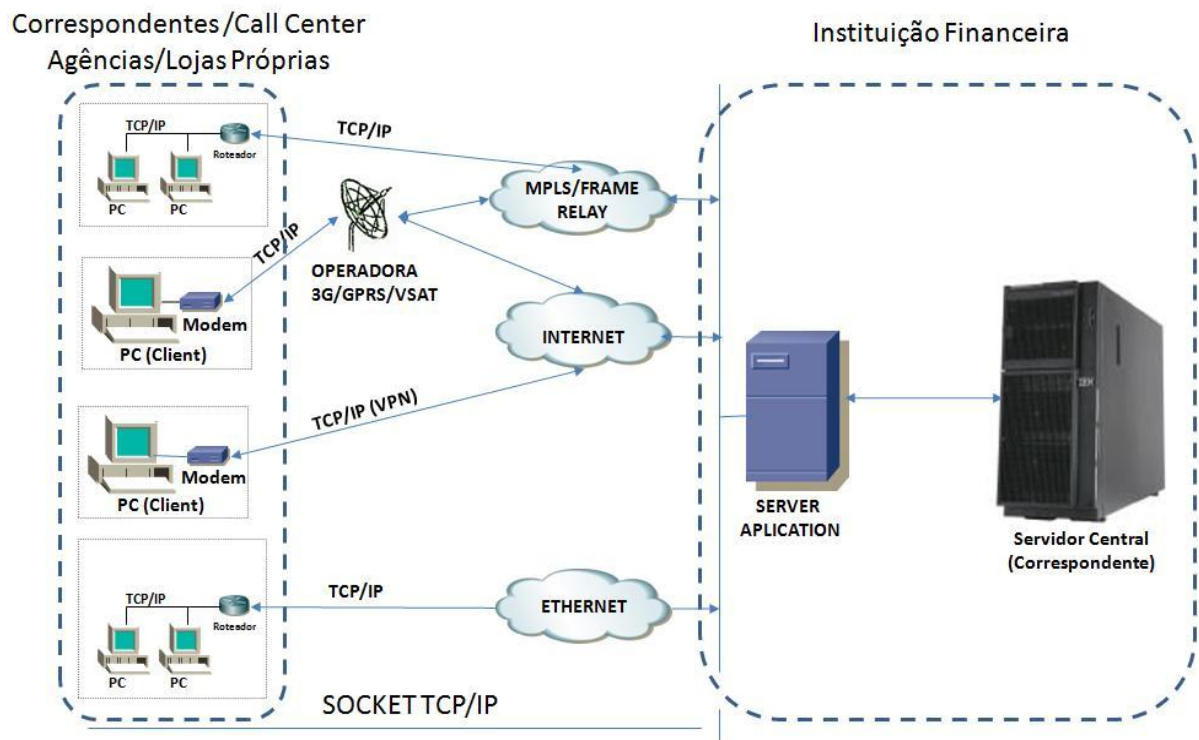 Correspondentes/Call Center
Agências/Lojas Próprias
Instituição Financeira
TCP/IP
Roteador
PC
PC
TCP/IP
MPLS/FRAME
RELAY
TCP/IP
OPERADORA
3G/GPRS/VSAT
Modem
PC (Client)
INTERNET
TCP/IP (VPN)
Modem
PC (Client)
IBM
SERVER
APLICATION
Servidor Central
(Correspondente)
TCP/IP
Roteador
PC
PC
TCP/IP
ETHERNET
SOCKET TCP/IP